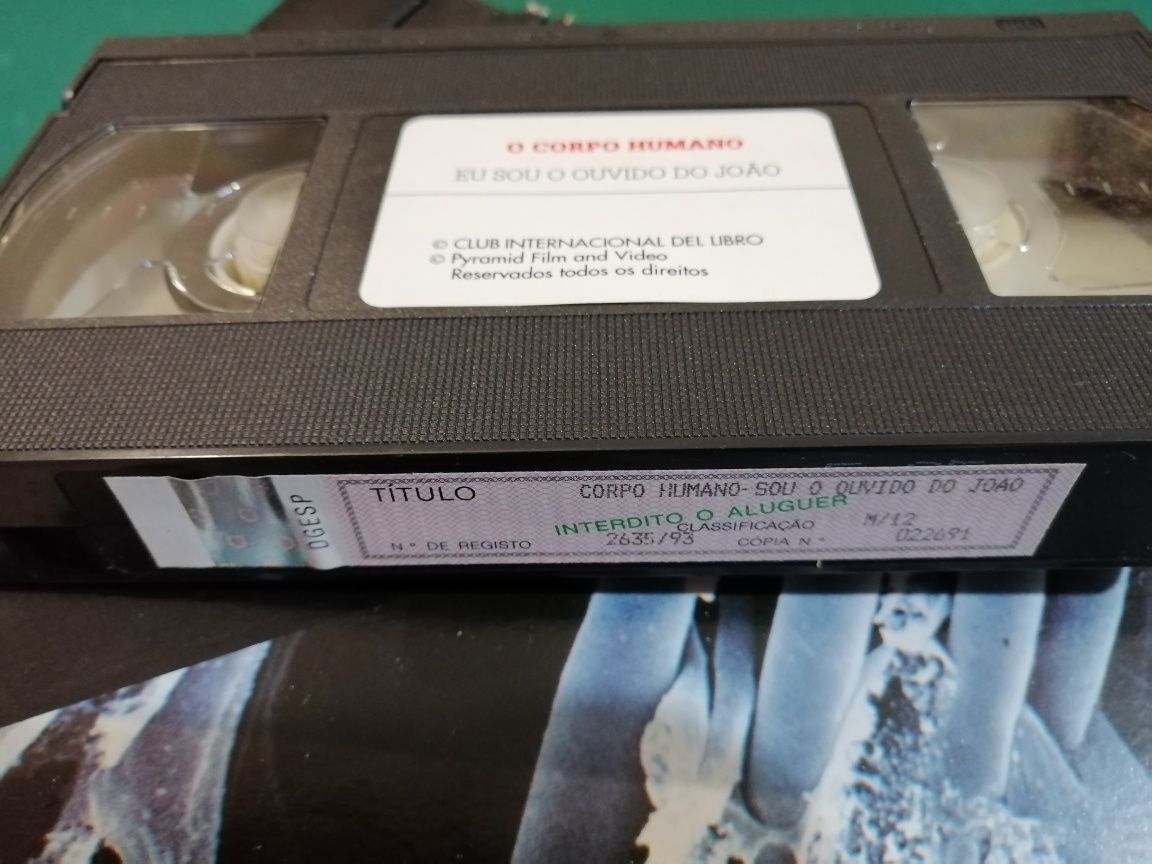 O CORPO HUMANO
EU SOU O OUVIDO DO JOÃO
© CLUB INTERNACIONAL DEL LIBRO
© Pyramid Film and Video
Reservados todos os direitos
DGESP
TÍTULO CORPO HUMANO-SOU O OUVIDO DO JOAO
INTERDITO O ALUGUER
CLASSIFICAÇÃO M/12
N.º DE REGISTO 2635/93 CÓPIA N.º 022691